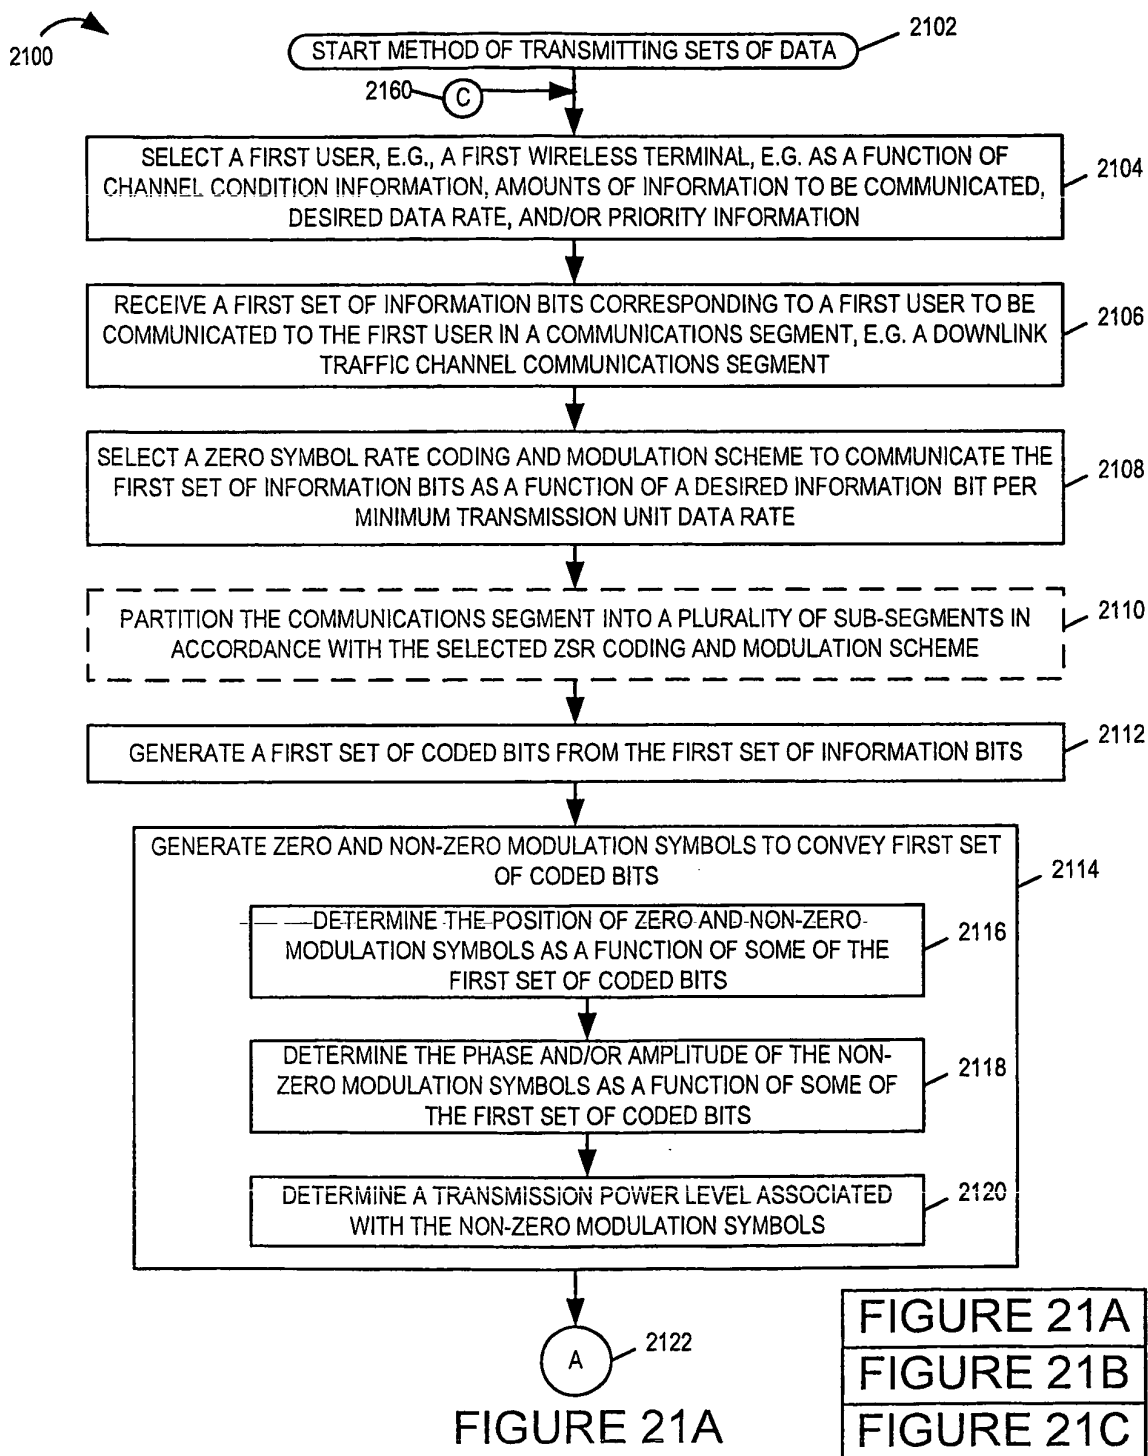 2100
START METHOD OF TRANSMITTING SETS OF DATA
2102
2160
C
SELECT A FIRST USER, E.G., A FIRST WIRELESS TERMINAL, E.G. AS A FUNCTION OF
CHANNEL CONDITION INFORMATION, AMOUNTS OF INFORMATION TO BE COMMUNICATED,
DESIRED DATA RATE, AND/OR PRIORITY INFORMATION
2104
RECEIVE A FIRST SET OF INFORMATION BITS CORRESPONDING TO A FIRST USER TO BE
COMMUNICATED TO THE FIRST USER IN A COMMUNICATIONS SEGMENT, E.G. A DOWNLINK
TRAFFIC CHANNEL COMMUNICATIONS SEGMENT
2106
SELECT A ZERO SYMBOL RATE CODING AND MODULATION SCHEME TO COMMUNICATE THE
FIRST SET OF INFORMATION BITS AS A FUNCTION OF A DESIRED INFORMATION BIT PER
MINIMUM TRANSMISSION UNIT DATA RATE
2108
PARTITION THE COMMUNICATIONS SEGMENT INTO A PLURALITY OF SUB-SEGMENTS IN
ACCORDANCE WITH THE SELECTED ZSR CODING AND MODULATION SCHEME
2110
GENERATE A FIRST SET OF CODED BITS FROM THE FIRST SET OF INFORMATION BITS
2112
GENERATE ZERO AND NON-ZERO MODULATION SYMBOLS TO CONVEY FIRST SET
OF CODED BITS
2114
DETERMINE THE POSITION OF ZERO AND NON-ZERO
MODULATION SYMBOLS AS A FUNCTION OF SOME OF THE
FIRST SET OF CODED BITS
2116
DETERMINE THE PHASE AND/OR AMPLITUDE OF THE NON-
ZERO MODULATION SYMBOLS AS A FUNCTION OF SOME OF
THE FIRST SET OF CODED BITS
2118
DETERMINE A TRANSMISSION POWER LEVEL ASSOCIATED
WITH THE NON-ZERO MODULATION SYMBOLS
2120
A
2122
FIGURE 21A
FIGURE 21A
FIGURE 21B
FIGURE 21C